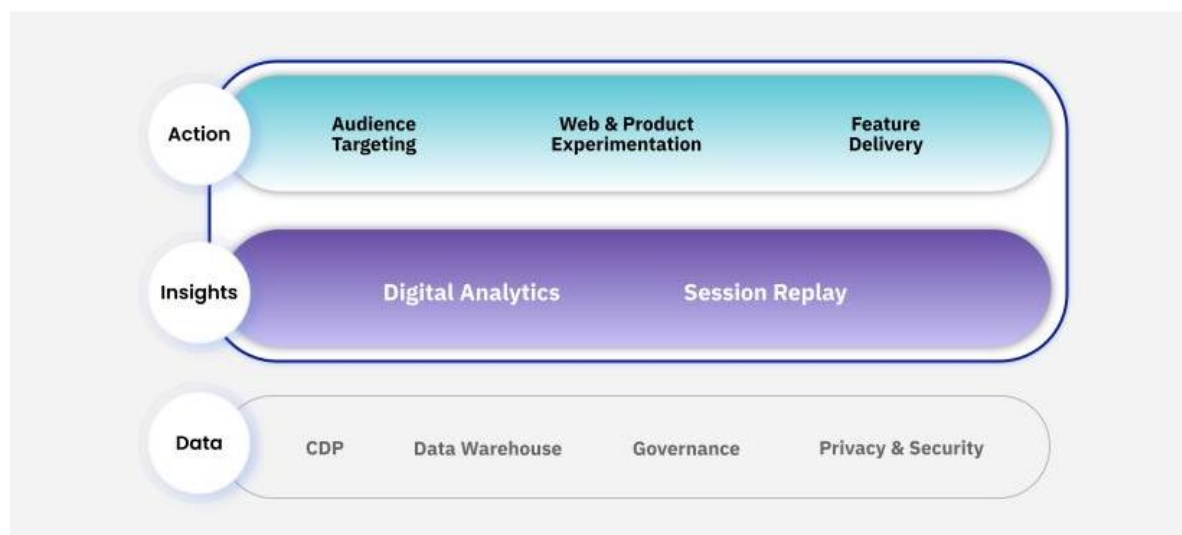 Action
Audience
Targeting
Web & Product
Experimentation
Feature
Delivery
Insights
Digital Analytics
Session Replay
Data
CDP
Data Warehouse
Governance
Privacy & Security